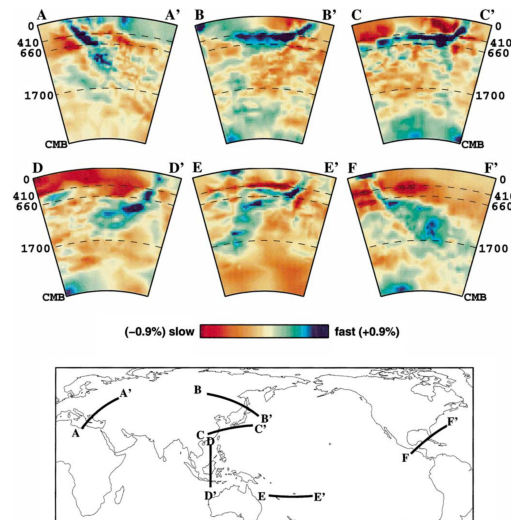 A A' B B' C C'
0 0
410 410
660 660
1700 1700
CMB CMB
D D' E E' F F'
0 0
410 410
660 660
1700 1700
CMB CMB
(−0.9%) slow fast (+0.9%)
A' B
B'
A C C'
D F'
F
D' E E'